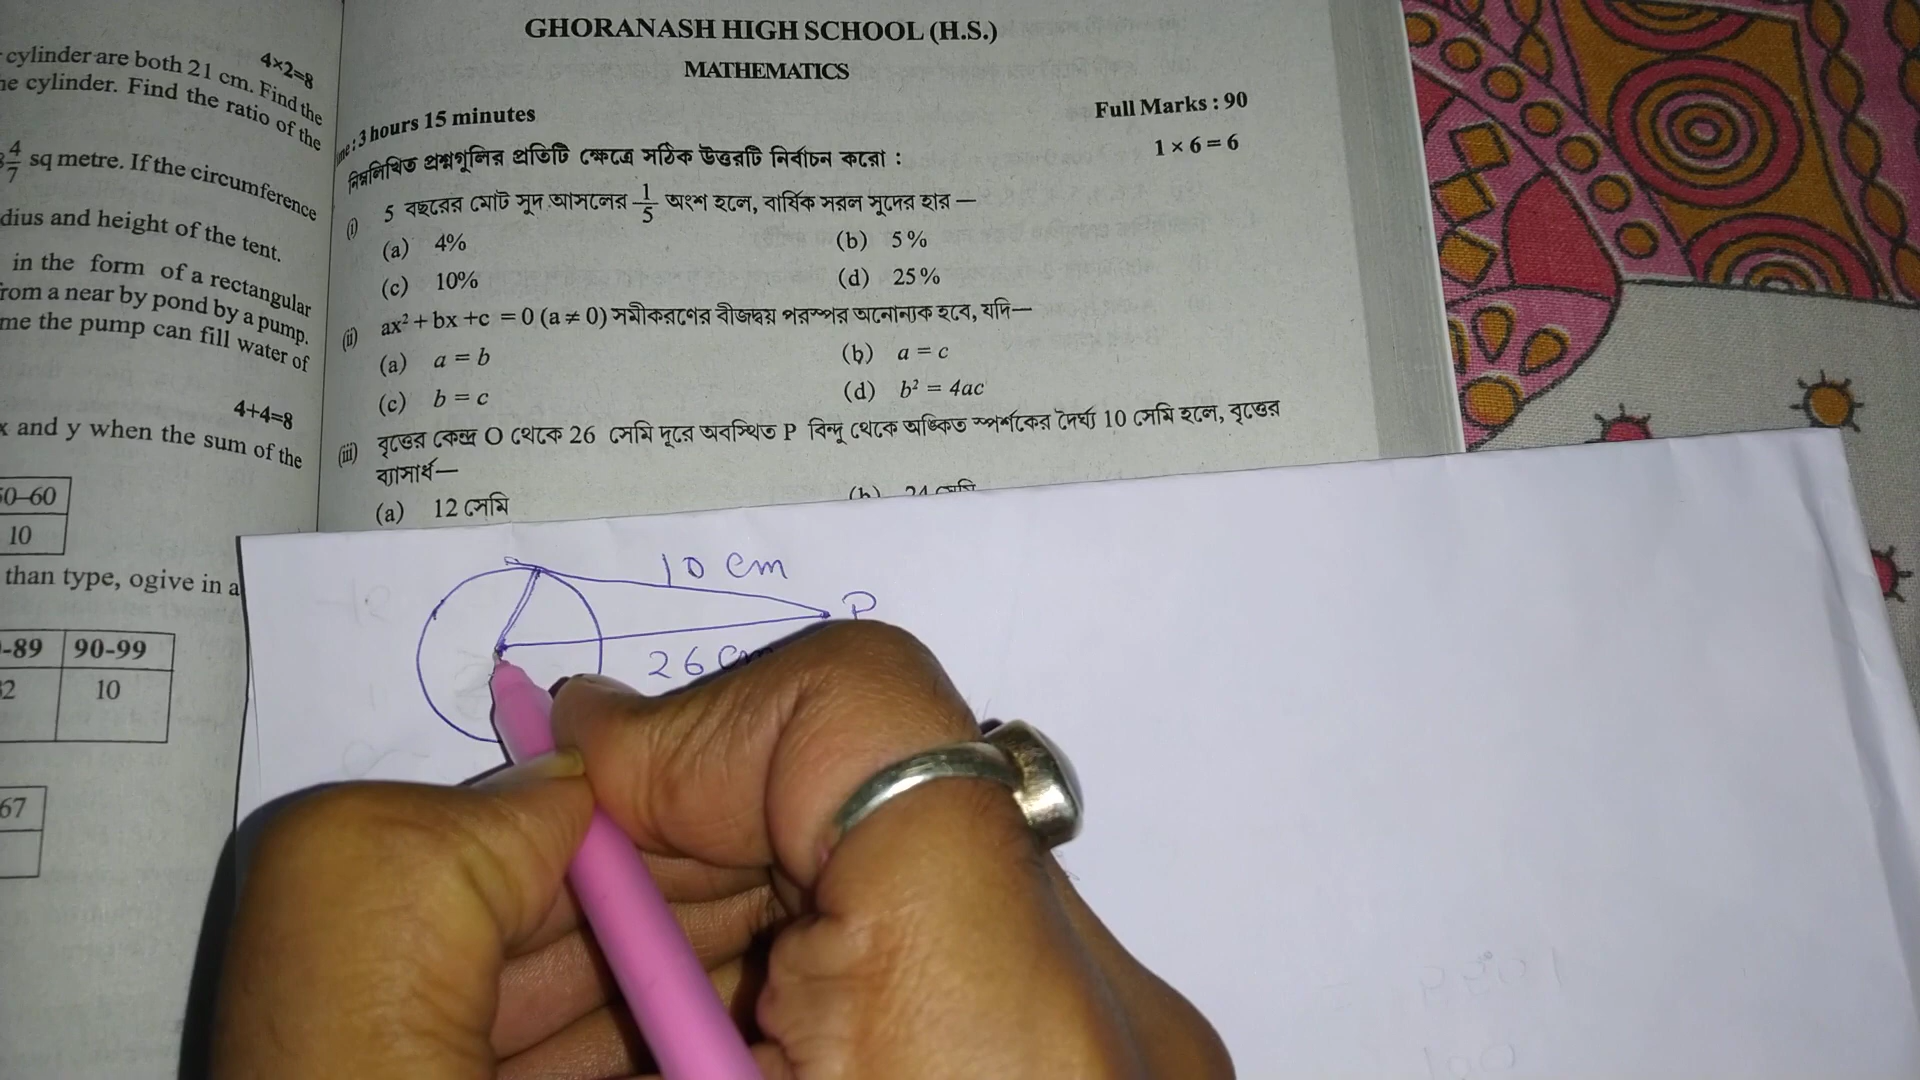 cylinder are both 21 cm. Find the
4×2=8
cylinder. Find the ratio of the
4/7 sq metre. If the circumference
dius and height of the tent.
in the form of a rectangular
rom a near by pond by a pump.
me the pump can fill water of
4+4=8
x and y when the sum of the
0–60
10
than type, ogive in a
-89 90-99
2 10
67
GHORANASH HIGH SCHOOL (H.S.)
MATHEMATICS
me : 3 hours 15 minutes Full Marks : 90
নিম্নলিখিত প্রশ্নগুলির প্রতিটি ক্ষেত্রে সঠিক উত্তরটি নির্বাচন করো : 1 × 6 = 6
(i) 5 বছরের মোট সুদ আসলের 1/5 অংশ হলে, বার্ষিক সরল সুদের হার —
(a) 4% (b) 5%
(c) 10% (d) 25%
(ii) ax² + bx +c = 0 (a ≠ 0) সমীকরণের বীজদ্বয় পরস্পর অনোন্যক হবে, যদি—
(a) a = b (b) a = c
(c) b = c (d) b² = 4ac
(iii) বৃত্তের কেন্দ্র O থেকে 26 সেমি দূরে অবস্থিত P বিন্দু থেকে অঙ্কিত স্পর্শকের দৈর্ঘ্য 10 সেমি হলে, বৃত্তের
ব্যাসার্ধ—
(a) 12 সেমি (b) 24 সেমি
10 cm
P
26 cm